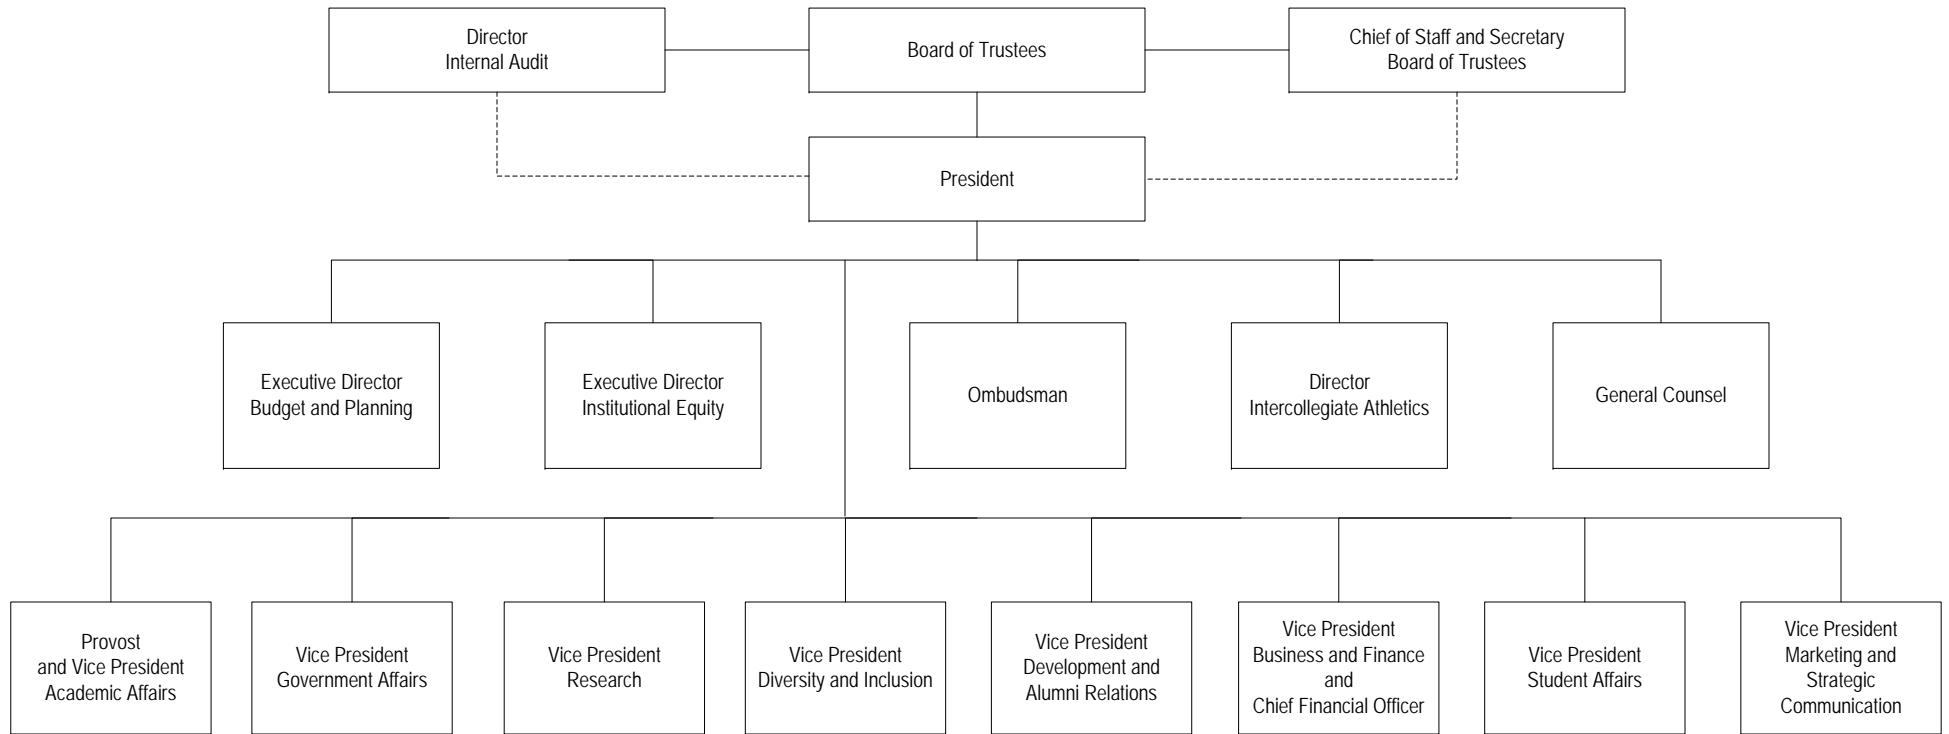 Director
Internal Audit
Board of Trustees
Chief of Staff and Secretary
Board of Trustees
President
Executive Director
Budget and Planning
Executive Director
Institutional Equity
Ombudsman
Director
Intercollegiate Athletics
General Counsel
Provost
and Vice President
Academic Affairs
Vice President
Government Affairs
Vice President
Research
Vice President
Diversity and Inclusion
Vice President
Development and
Alumni Relations
Vice President
Business and Finance
and
Chief Financial Officer
Vice President
Student Affairs
Vice President
Marketing and
Strategic
Communication